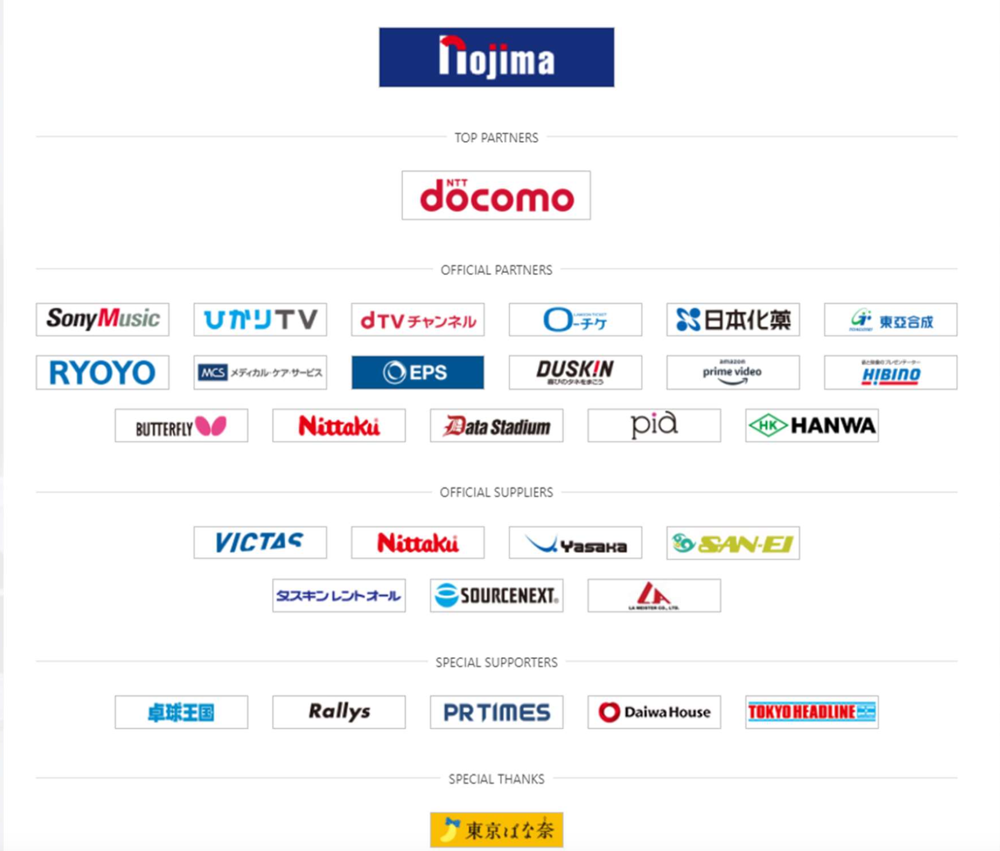 nojima
TOP PARTNERS
NTT
docomo
OFFICIAL PARTNERS
Sony Music
ひかりTV
dTVチャンネル
LAWSON TICKET
ローチケ
日本化薬
TOAGOSEI
東亞合成
RYOYO
MCS メディカル・ケア・サービス
EPS
DUSKIN
喜びのタネをまこう
amazon
prime video
音と映像のプレゼンテーター
HIBINO
BUTTERFLY
Nittaku
Data Stadium
pia
HK HANWA
OFFICIAL SUPPLIERS
VICTAS
Nittaku
Yasaka
SAN-EI
ダスキン レントオール
SOURCENEXT®
LA
LA MEISTER CO., LTD.
SPECIAL SUPPORTERS
卓球王国
Rallys
PR TIMES
Daiwa House
TOKYO HEADLINE
SPECIAL THANKS
東京ばな奈